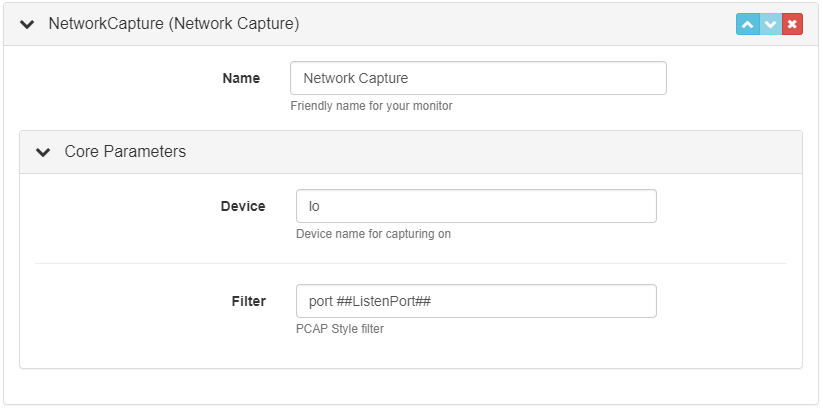 NetworkCapture (Network Capture)
Name
Network Capture
Friendly name for your monitor
Core Parameters
Device
lo
Device name for capturing on
Filter
port ##ListenPort##
PCAP Style filter